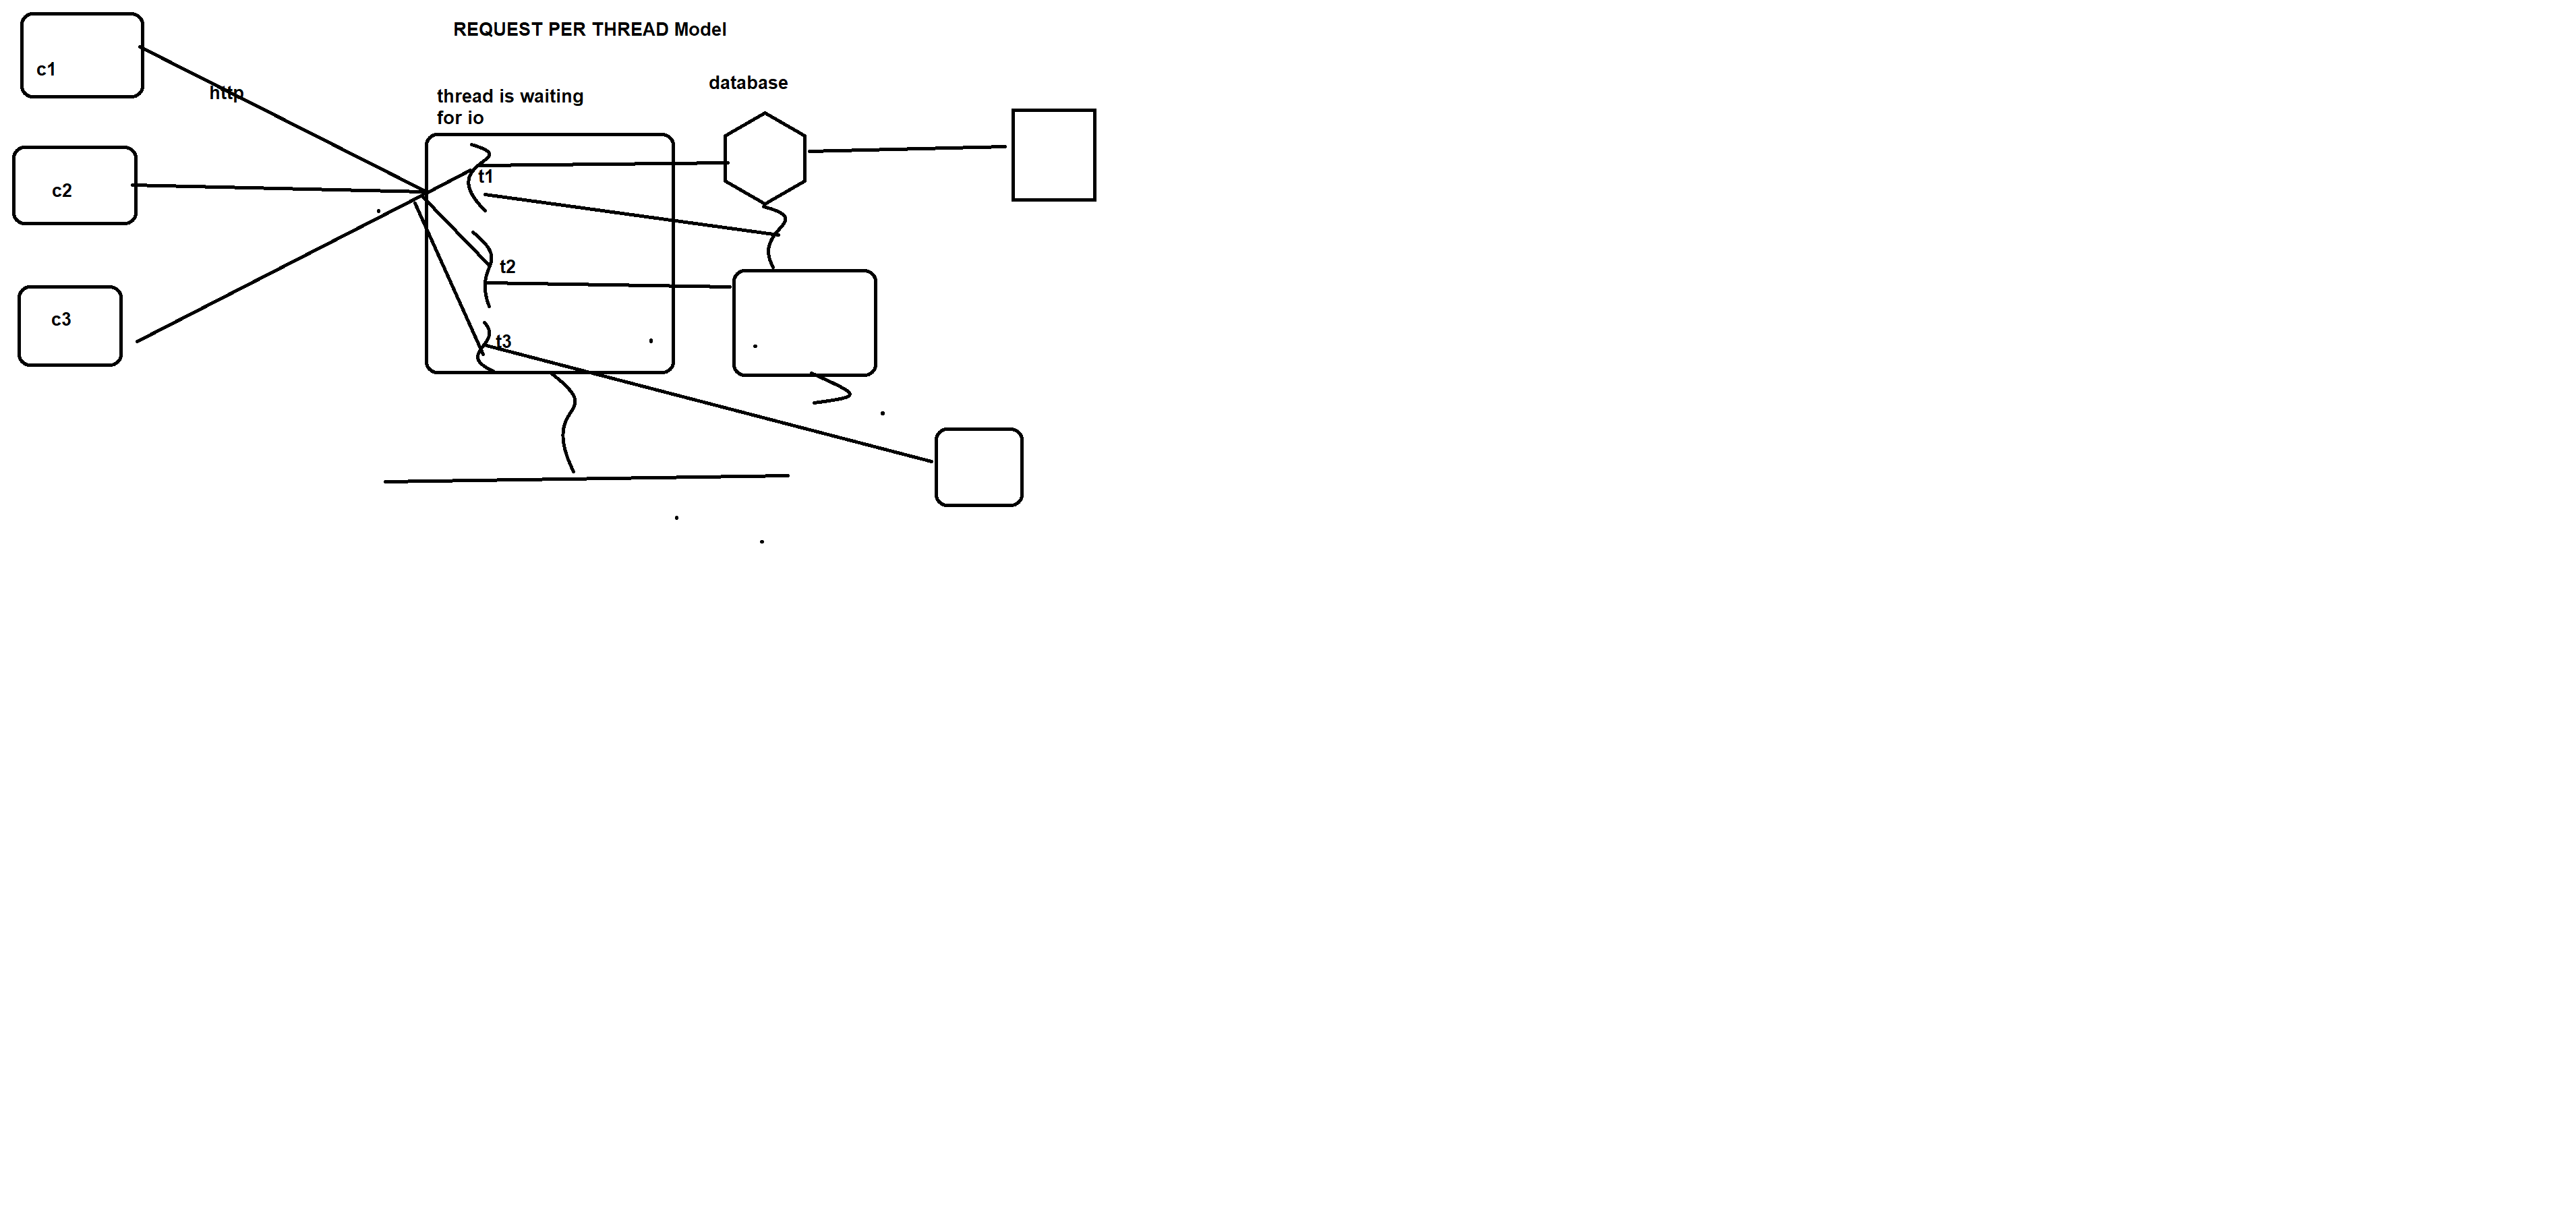 REQUEST PER THREAD Model
c1
http
database
thread is waiting
for io
t1
c2
t2
c3
t3